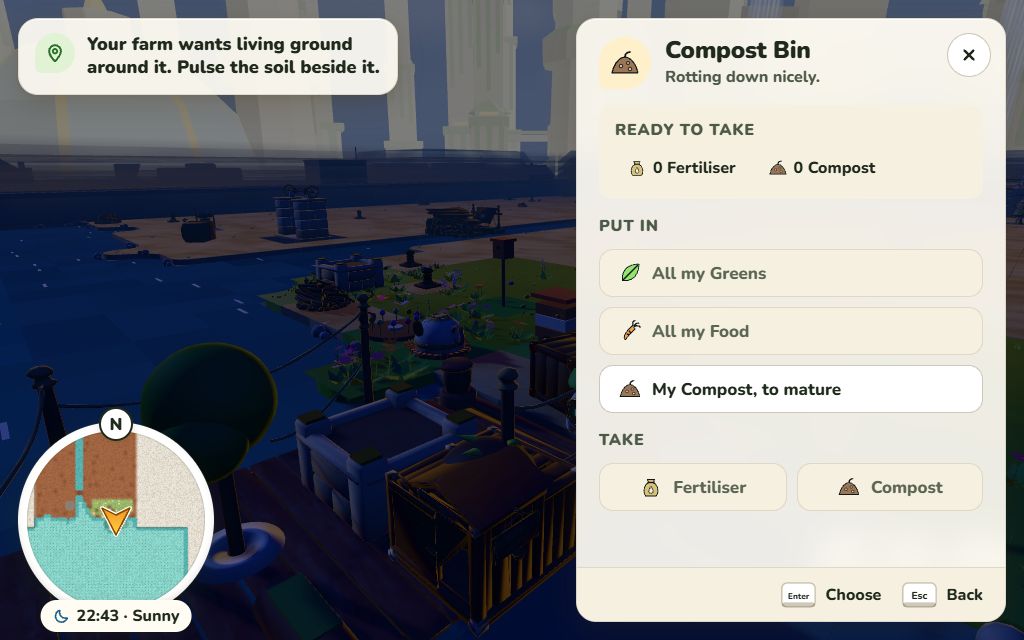 Your farm wants living ground
around it. Pulse the soil beside it.
Compost Bin
Rotting down nicely.
READY TO TAKE
0 Fertiliser
0 Compost
PUT IN
All my Greens
All my Food
My Compost, to mature
TAKE
Fertiliser
Compost
Enter Choose
Esc Back
N
22:43 · Sunny